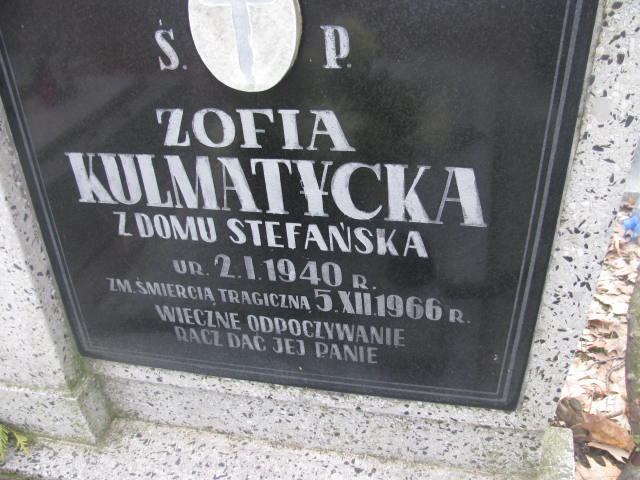 Ś. P.
ZOFIA
KULMATYCKA
Z DOMU STEFAŃSKA
UR. 2.I.1940 R.
ZM. ŚMIERCIĄ TRAGICZNĄ 5.XII.1966 R.
WIECZNE ODPOCZYWANIE
RACZ DAĆ JEJ PANIE